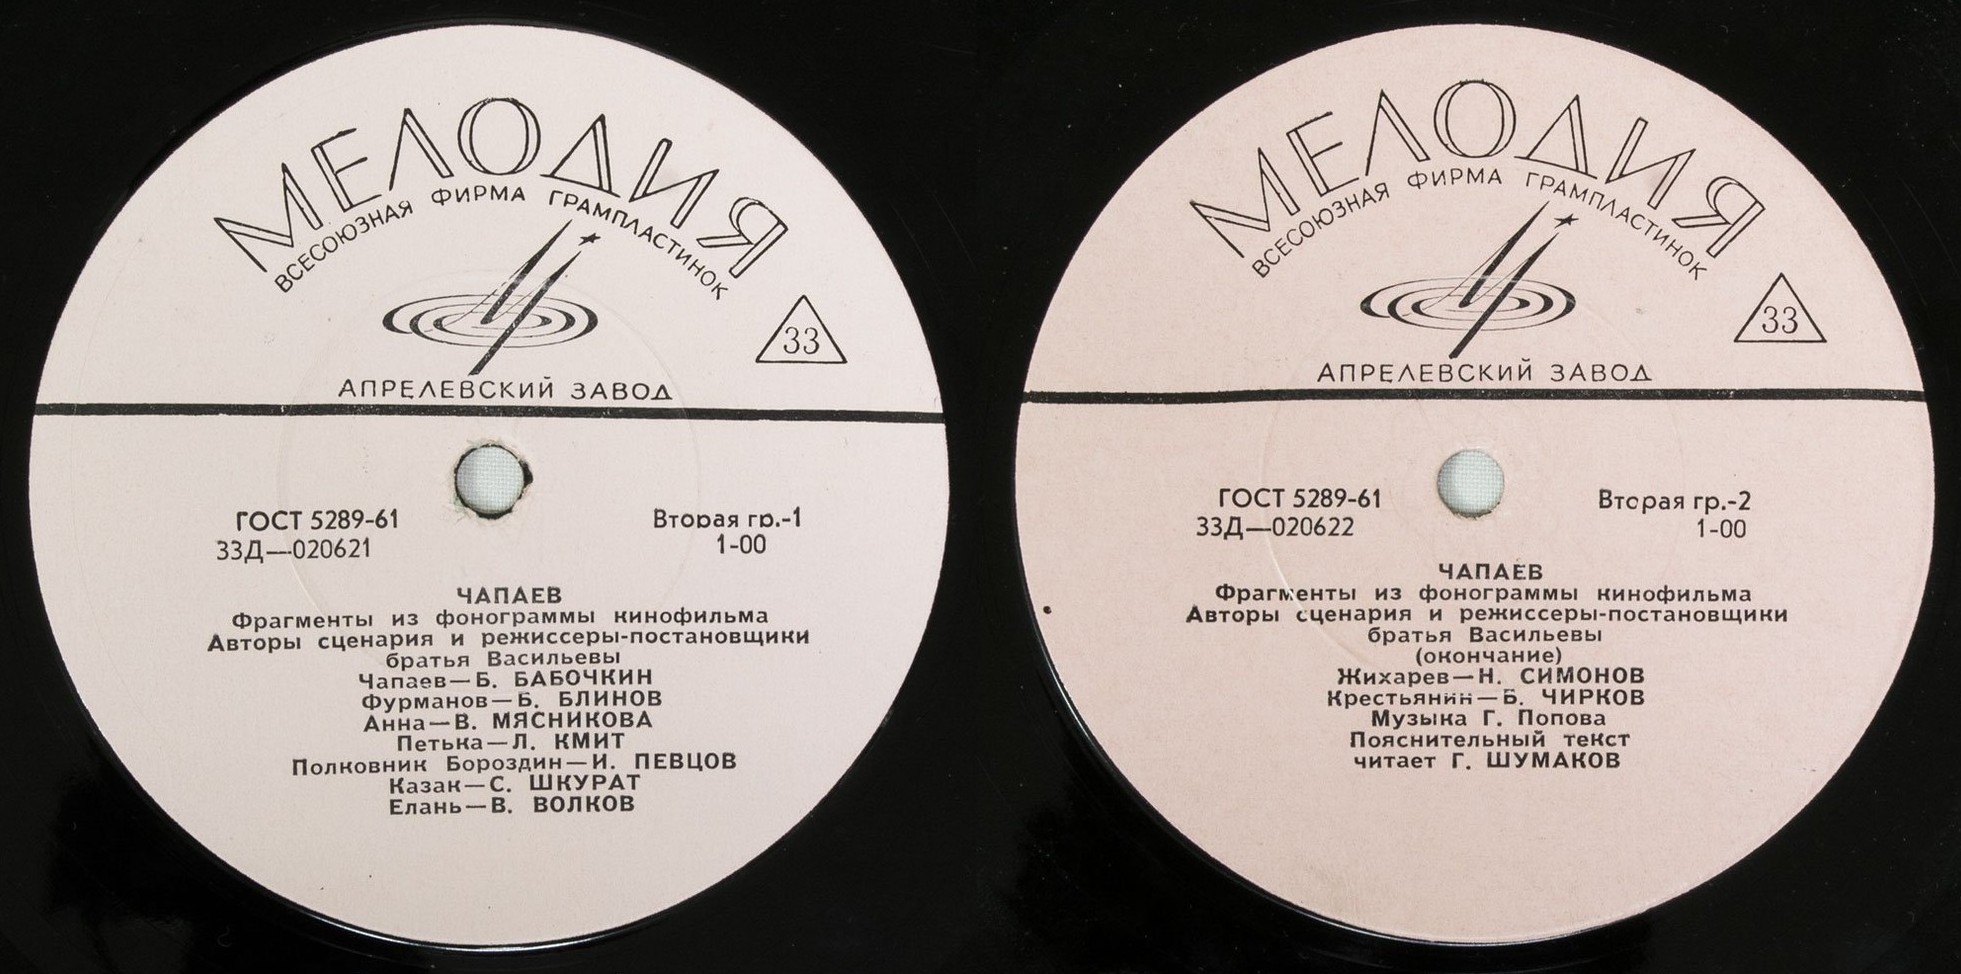 МЕЛОДИЯ
ВСЕСОЮЗНАЯ ФИРМА ГРАМПЛАСТИНОК
33
АПРЕЛЕВСКИЙ ЗАВОД
ГОСТ 5289-61
33Д—020621
Вторая гр.-1
1-00
ЧАПАЕВ
Фрагменты из фонограммы кинофильма
Авторы сценария и режиссеры-постановщики
братья Васильевы
Чапаев—Б. БАБОЧКИН
Фурманов—Б. БЛИНОВ
Анна—В. МЯСНИКОВА
Петька—Л. КМИТ
Полковник Бороздин—И. ПЕВЦОВ
Казак—С. ШКУРАТ
Елань—В. ВОЛКОВ
МЕЛОДИЯ
ВСЕСОЮЗНАЯ ФИРМА ГРАМПЛАСТИНОК
33
АПРЕЛЕВСКИЙ ЗАВОД
ГОСТ 5289-61
33Д—020622
Вторая гр.-2
1-00
ЧАПАЕВ
Фрагменты из фонограммы кинофильма
Авторы сценария и режиссеры-постановщики
братья Васильевы
(окончание)
Жихарев—Н. СИМОНОВ
Крестьянин—Б. ЧИРКОВ
Музыка Г. Попова
Пояснительный текст
читает Г. ШУМАКОВ